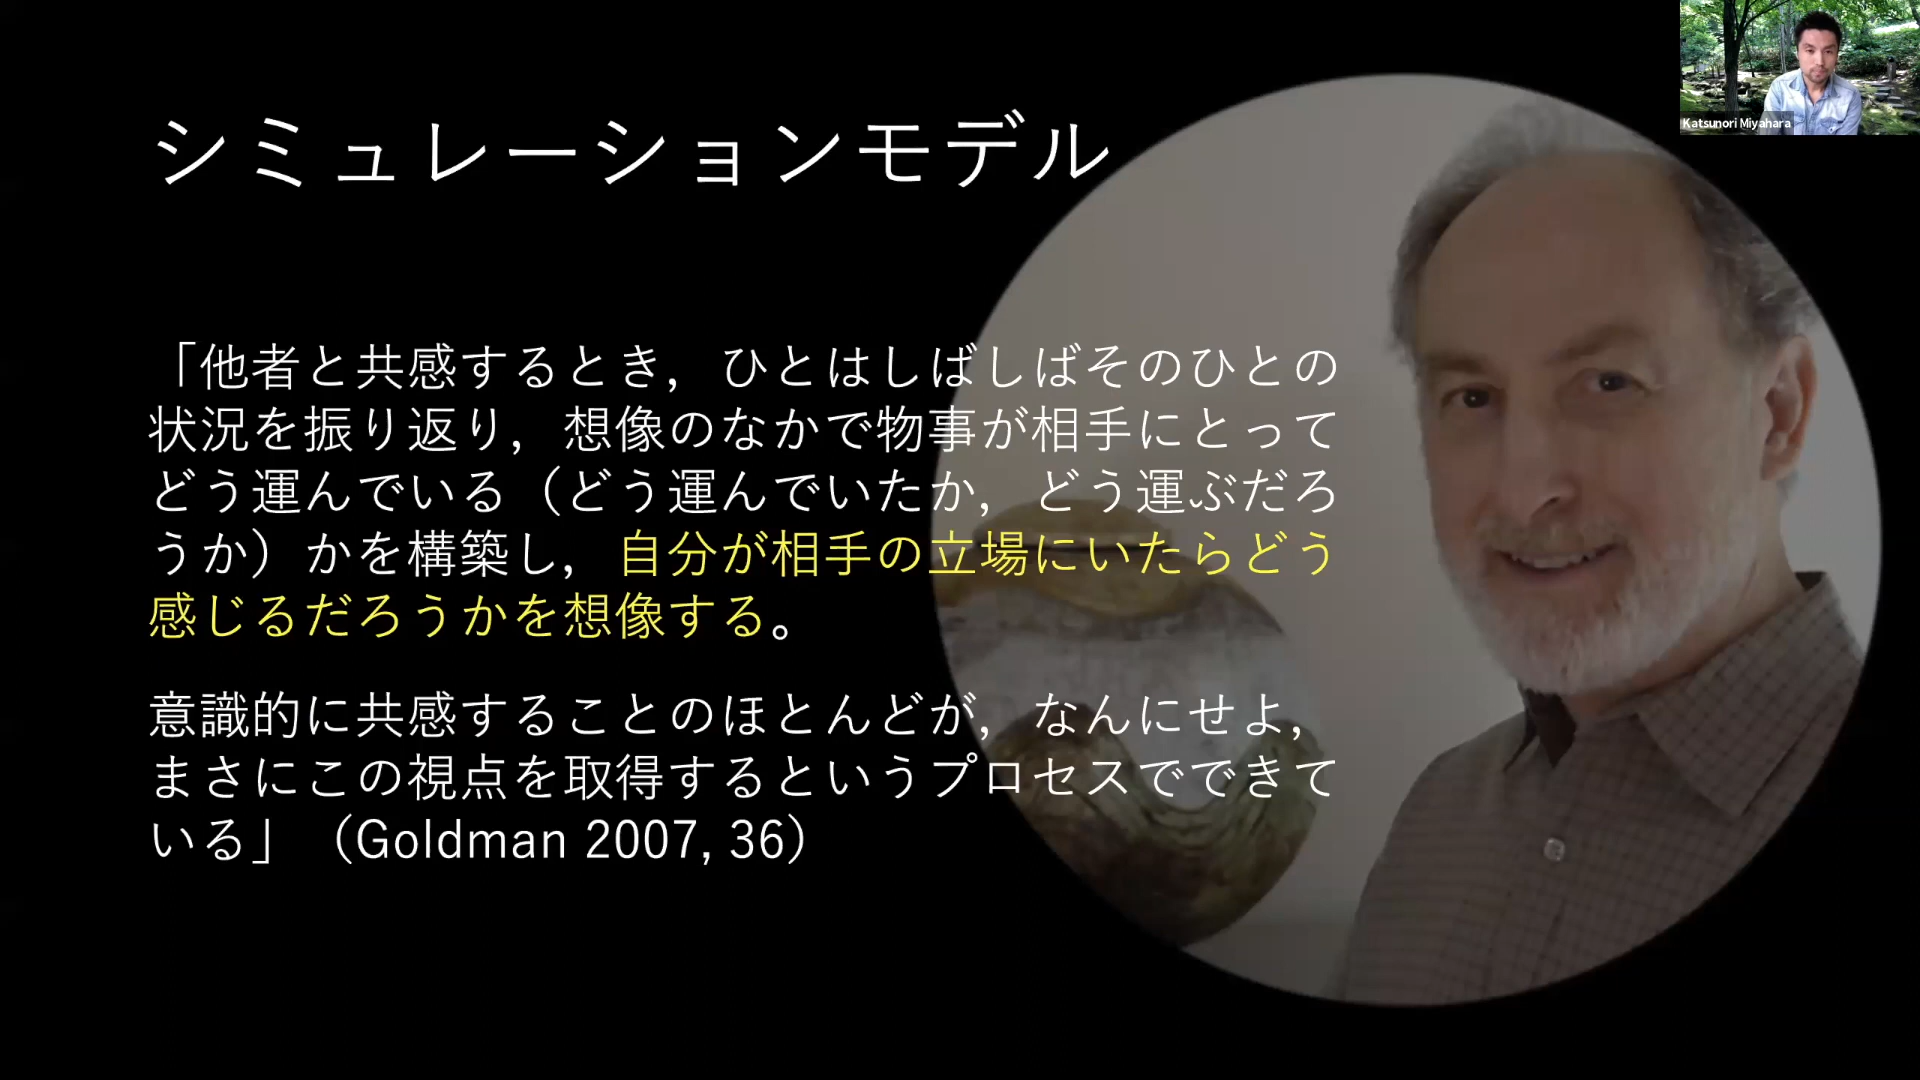 シミュレーションモデル
「他者と共感するとき，ひとはしばしばそのひとの
状況を振り返り，想像のなかで物事が相手にとって
どう運んでいる（どう運んでいたか，どう運ぶだろ
うか）かを構築し，自分が相手の立場にいたらどう
感じるだろうかを想像する。
意識的に共感することのほとんどが，なんにせよ，
まさにこの視点を取得するというプロセスでできて
いる」（Goldman 2007, 36）
Katsunori Miyahara